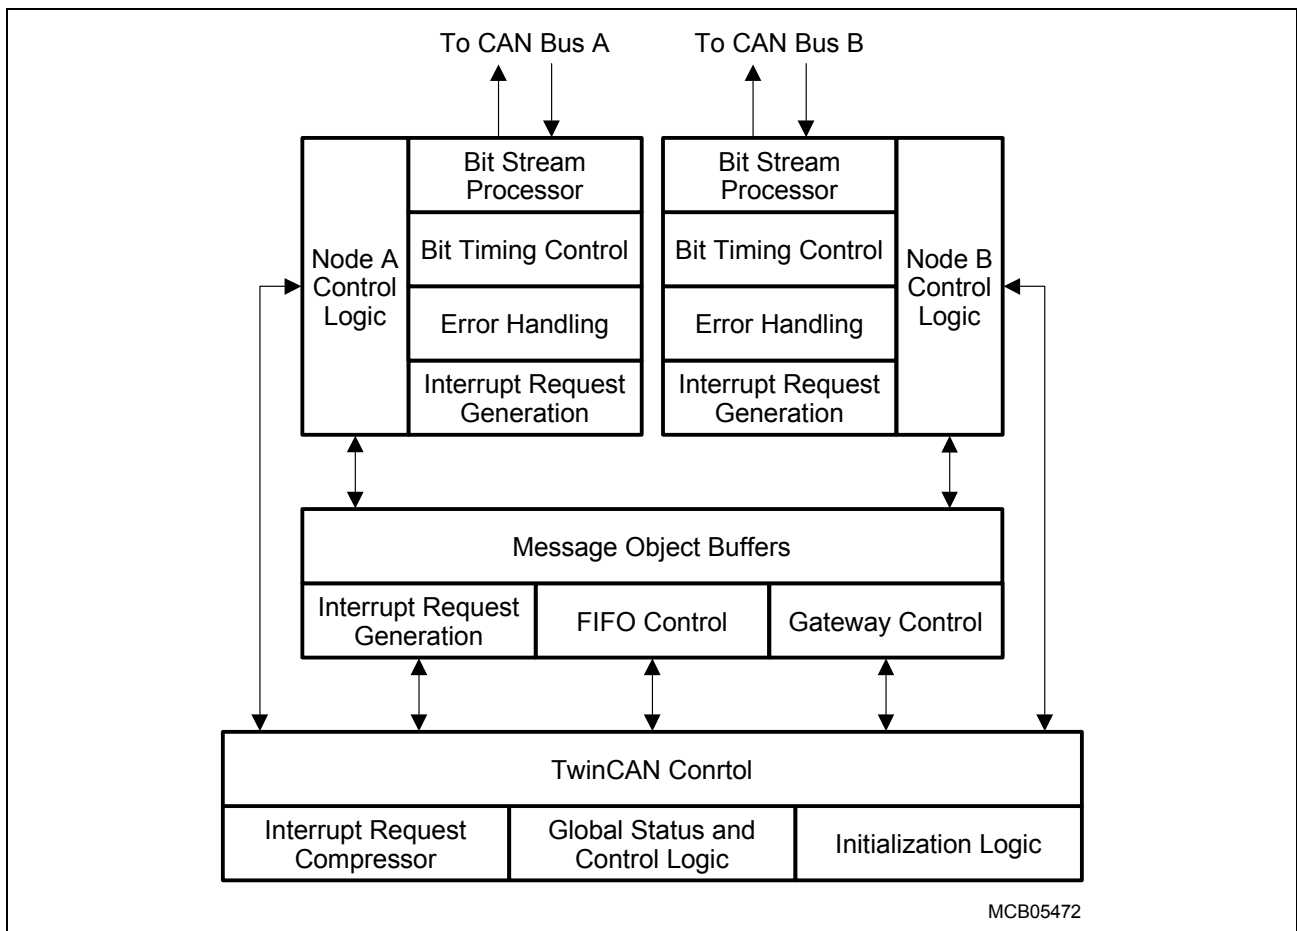 To CAN Bus A
To CAN Bus B
Node A
Control
Logic
Bit Stream
Processor
Bit Timing Control
Error Handling
Interrupt Request
Generation
Bit Stream
Processor
Bit Timing Control
Error Handling
Interrupt Request
Generation
Node B
Control
Logic
Message Object Buffers
Interrupt Request
Generation
FIFO Control
Gateway Control
TwinCAN Conrtol
Interrupt Request
Compressor
Global Status and
Control Logic
Initialization Logic
MCB05472